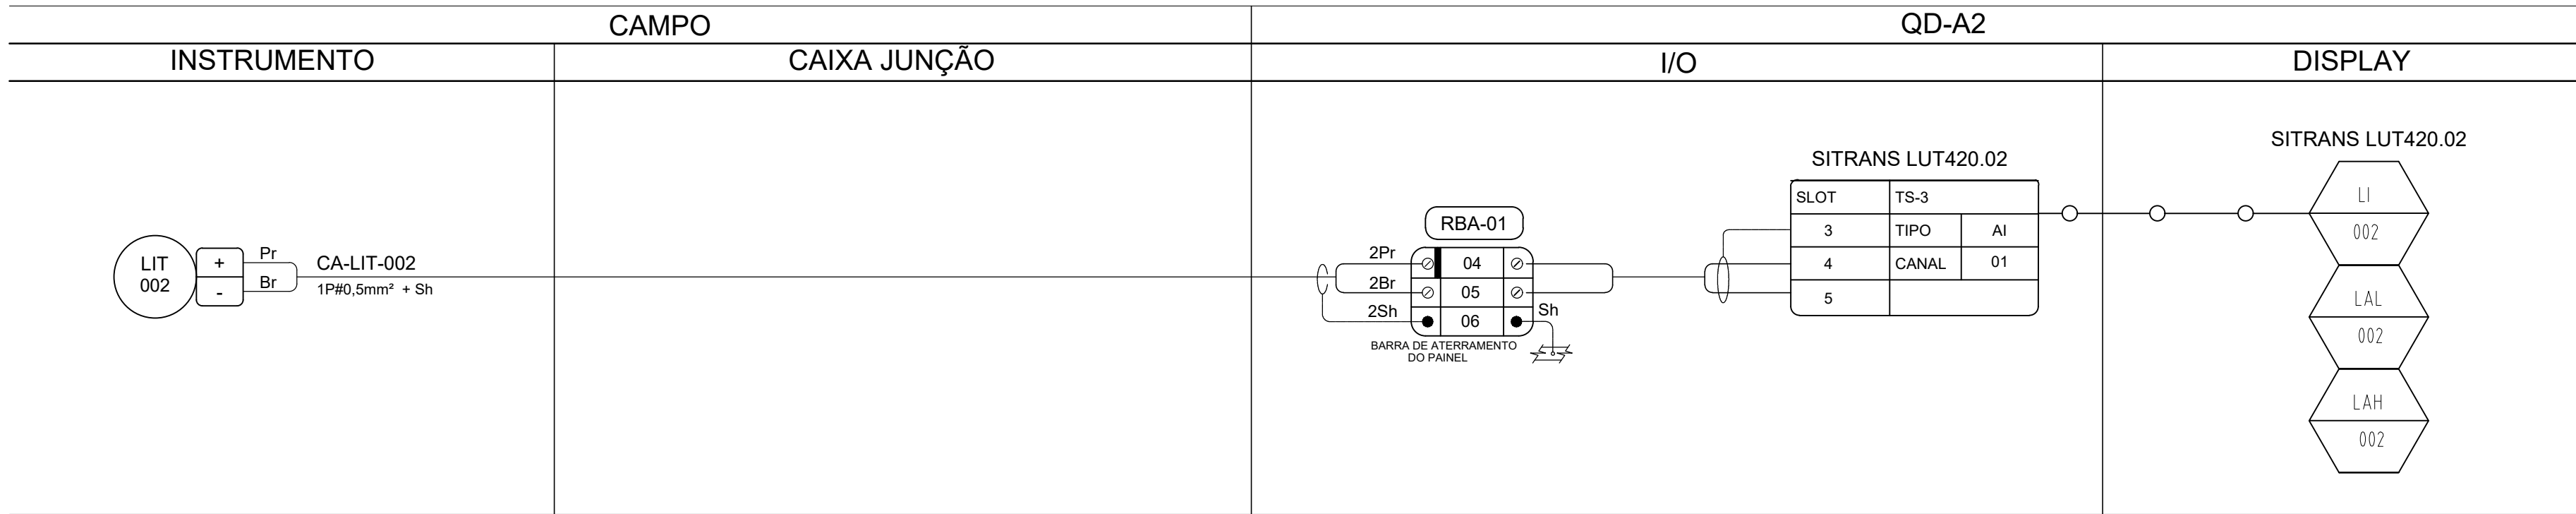 CAMPO
QD-A2
INSTRUMENTO
CAIXA JUNÇÃO
I/O
DISPLAY
LIT
002
+
-
Pr
Br
CA-LIT-002
1P#0,5mm² + Sh
2Pr
2Br
2Sh
RBA-01
04
05
06
Sh
BARRA DE ATERRAMENTO
DO PAINEL
SITRANS LUT420.02
SLOT TS-3
3 TIPO AI
4 CANAL 01
5
SITRANS LUT420.02
LI
002
LAL
002
LAH
002